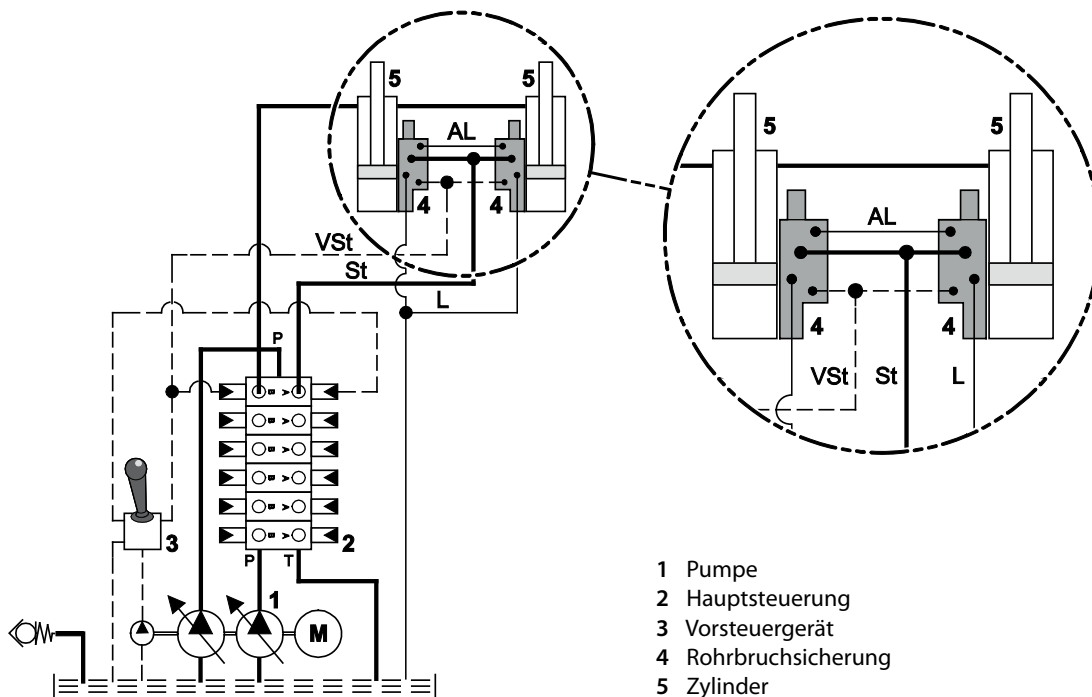 5 5
AL
4 4
VSt
St
L
5 5
AL
4 4
VSt St L
P
B A
B A
B A
B A
B A
B A
3
2
P T
1
M
1 Pumpe
2 Hauptsteuerung
3 Vorsteuergerät
4 Rohrbruchsicherung
5 Zylinder